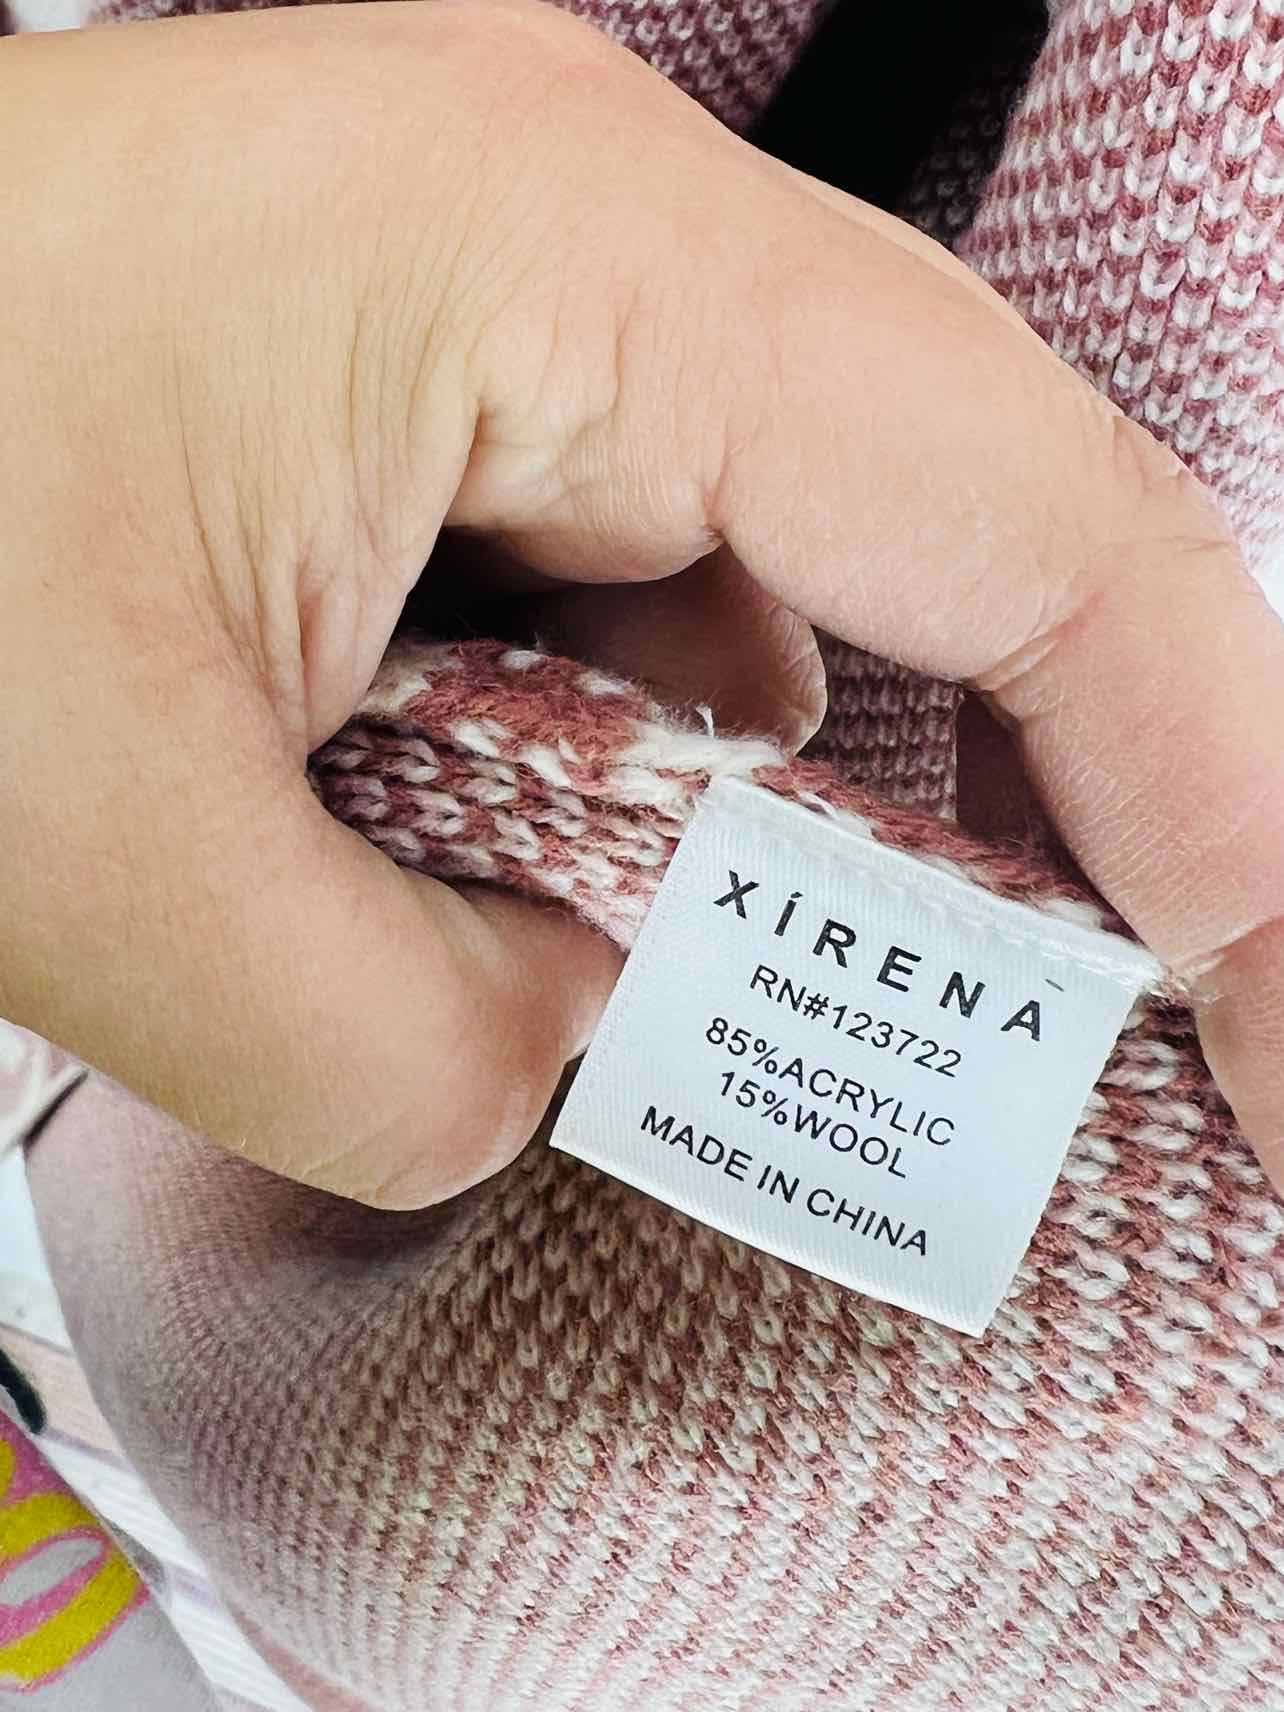 XÍRENA
RN#123722
85%ACRYLIC
15%WOOL
MADE IN CHINA